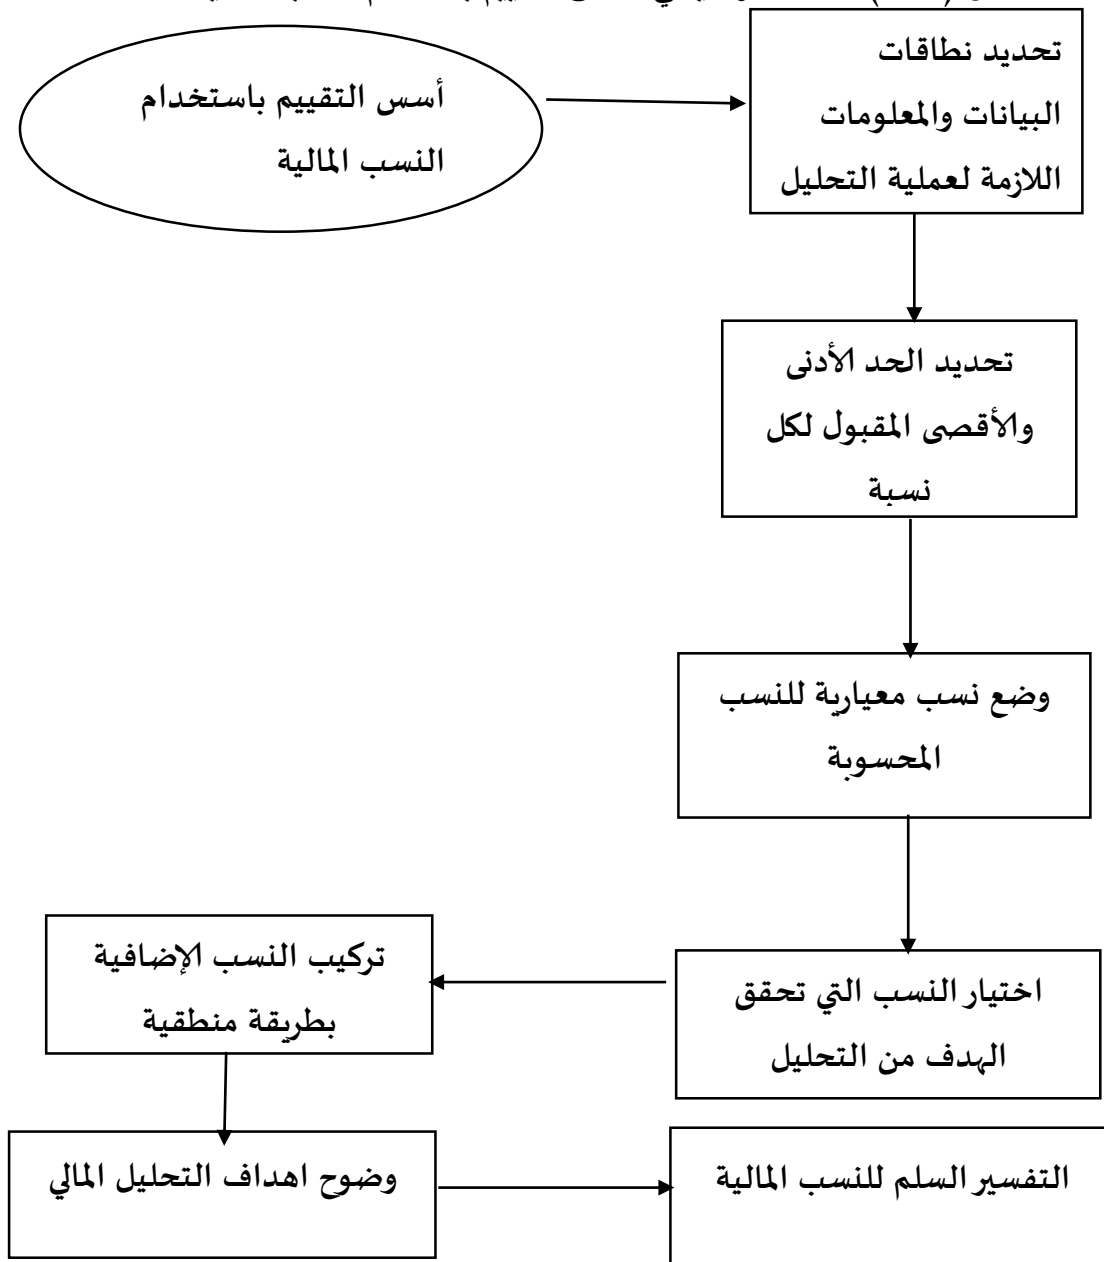 أسس التقييم باستخدام
النسب المالية
تحديد نطاقات
البيانات والمعلومات
اللازمة لعملية التحليل
تحديد الحد الأدنى
والأقصى المقبول لكل
نسبة
وضع نسب معيارية للنسب
المحسوبة
اختيار النسب التي تحقق
الهدف من التحليل
تركيب النسب الإضافية
بطريقة منطقية
وضوح اهداف التحليل المالي
التفسير السلم للنسب المالية